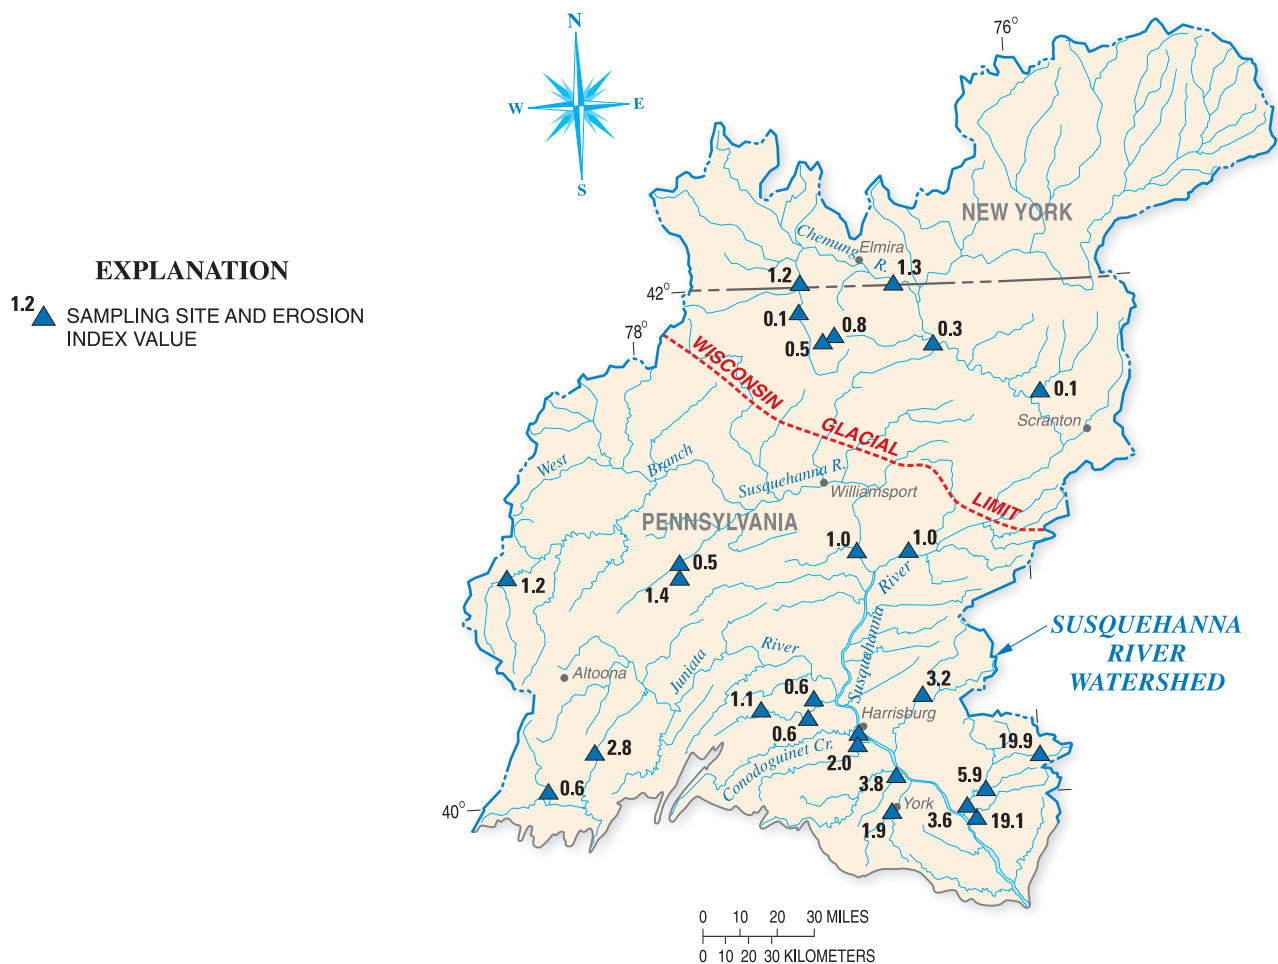 N
W
E
S
76°
NEW YORK
Chemung
R.
Elmira
EXPLANATION
1.2
SAMPLING SITE AND EROSION
INDEX VALUE
1.2
1.3
42°
0.1
0.8
0.5
0.3
78°
WISCONSIN
GLACIAL
LIMIT
0.1
Scranton
West
Branch
Susquehanna R.
Williamsport
PENNSYLVANIA
1.0
1.0
0.5
1.4
1.2
River
Susquehanna
SUSQUEHANNA
RIVER
WATERSHED
Altoona
Juniata
River
0.6
1.1
0.6
3.2
Harrisburg
Conodoguinet Cr.
2.0
2.8
0.6
19.9
5.9
3.8
York
3.6
19.1
1.9
40°
0 10 20 30 MILES
0 10 20 30 KILOMETERS